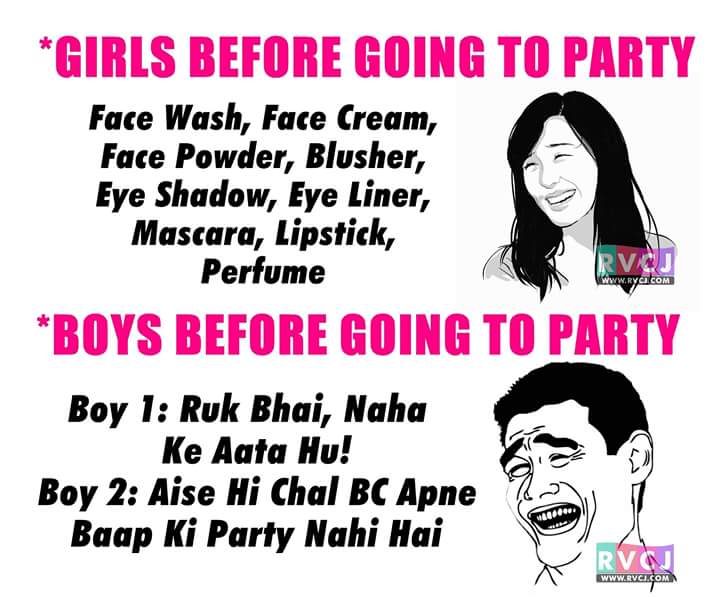 *GIRLS BEFORE GOING TO PARTY
Face Wash, Face Cream,
Face Powder, Blusher,
Eye Shadow, Eye Liner,
Mascara, Lipstick,
Perfume
RVCJ
WWW.RVCJ.COM
*BOYS BEFORE GOING TO PARTY
Boy 1: Ruk Bhai, Naha
Ke Aata Hu!
Boy 2: Aise Hi Chal BC Apne
Baap Ki Party Nahi Hai
RVCJ
WWW.RVCJ.COM